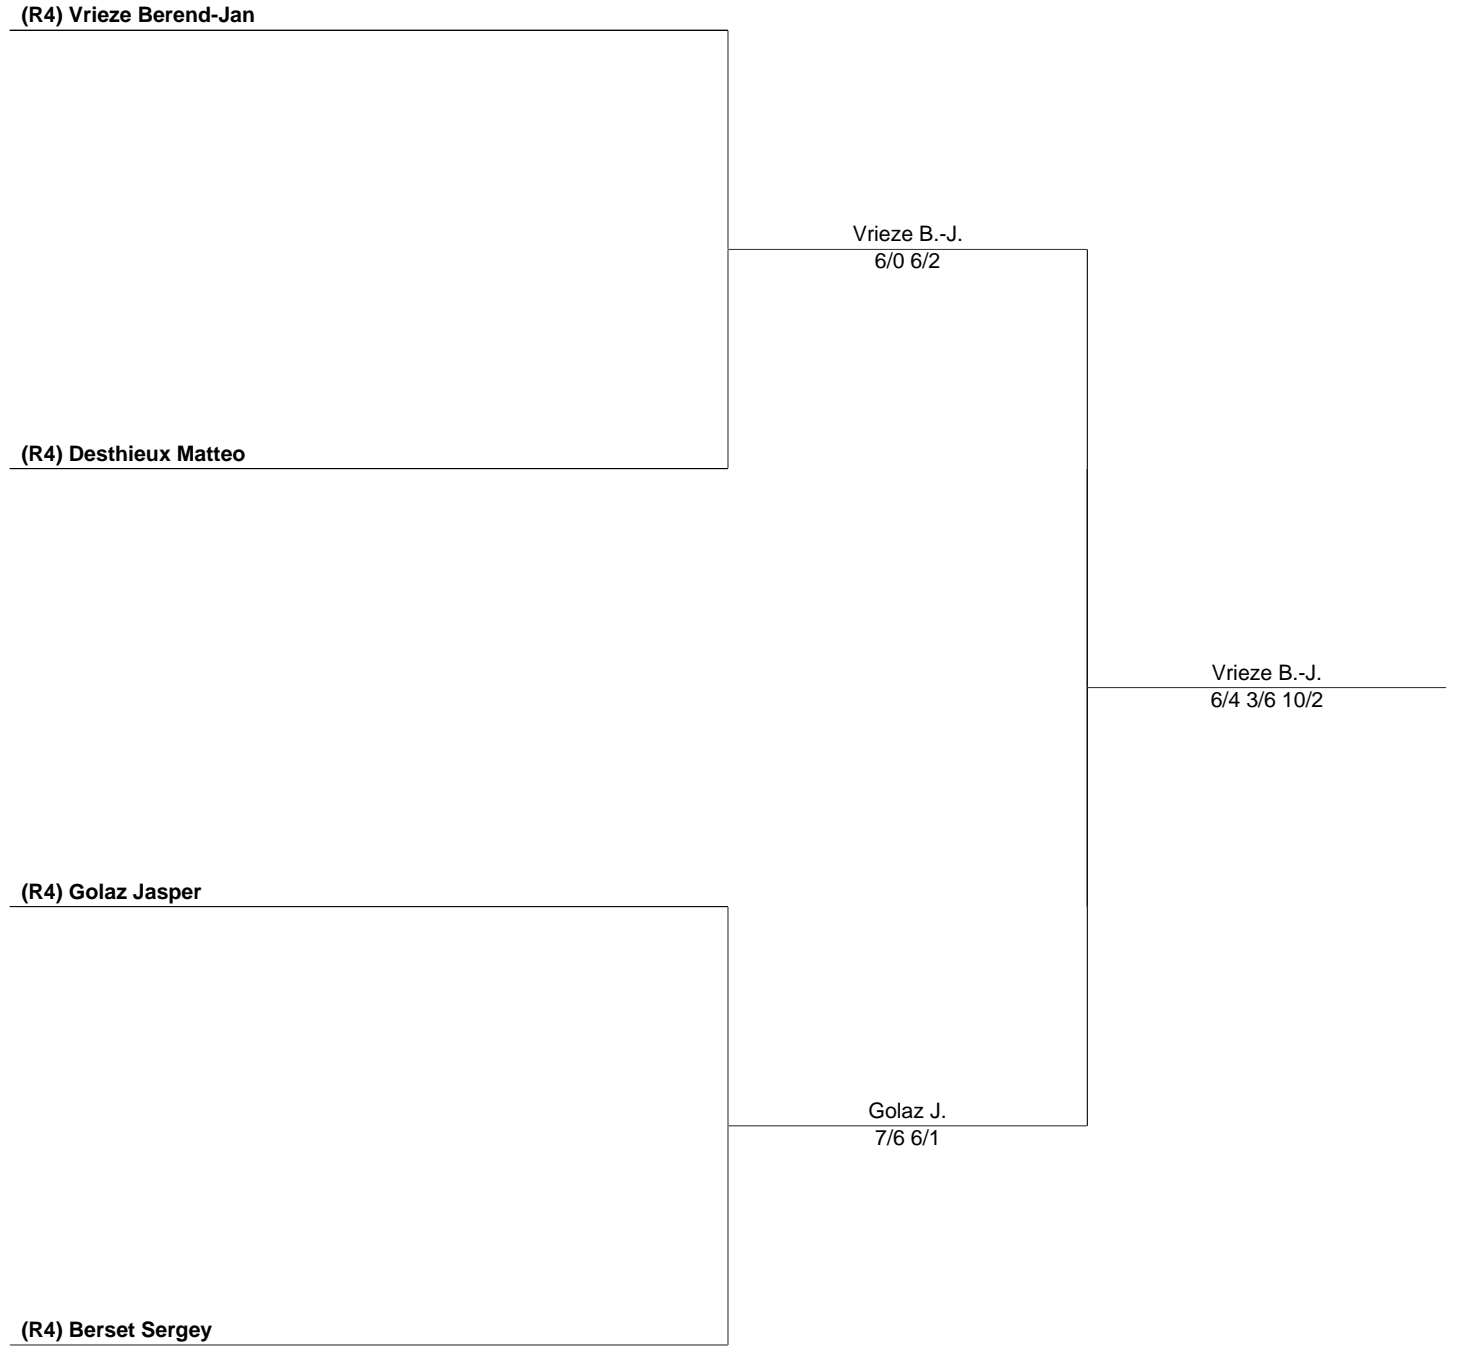 (R4) Vrieze Berend-Jan
Vrieze B.-J.
6/0 6/2
(R4) Desthieux Matteo
Vrieze B.-J.
6/4 3/6 10/2
(R4) Golaz Jasper
Golaz J.
7/6 6/1
(R4) Berset Sergey